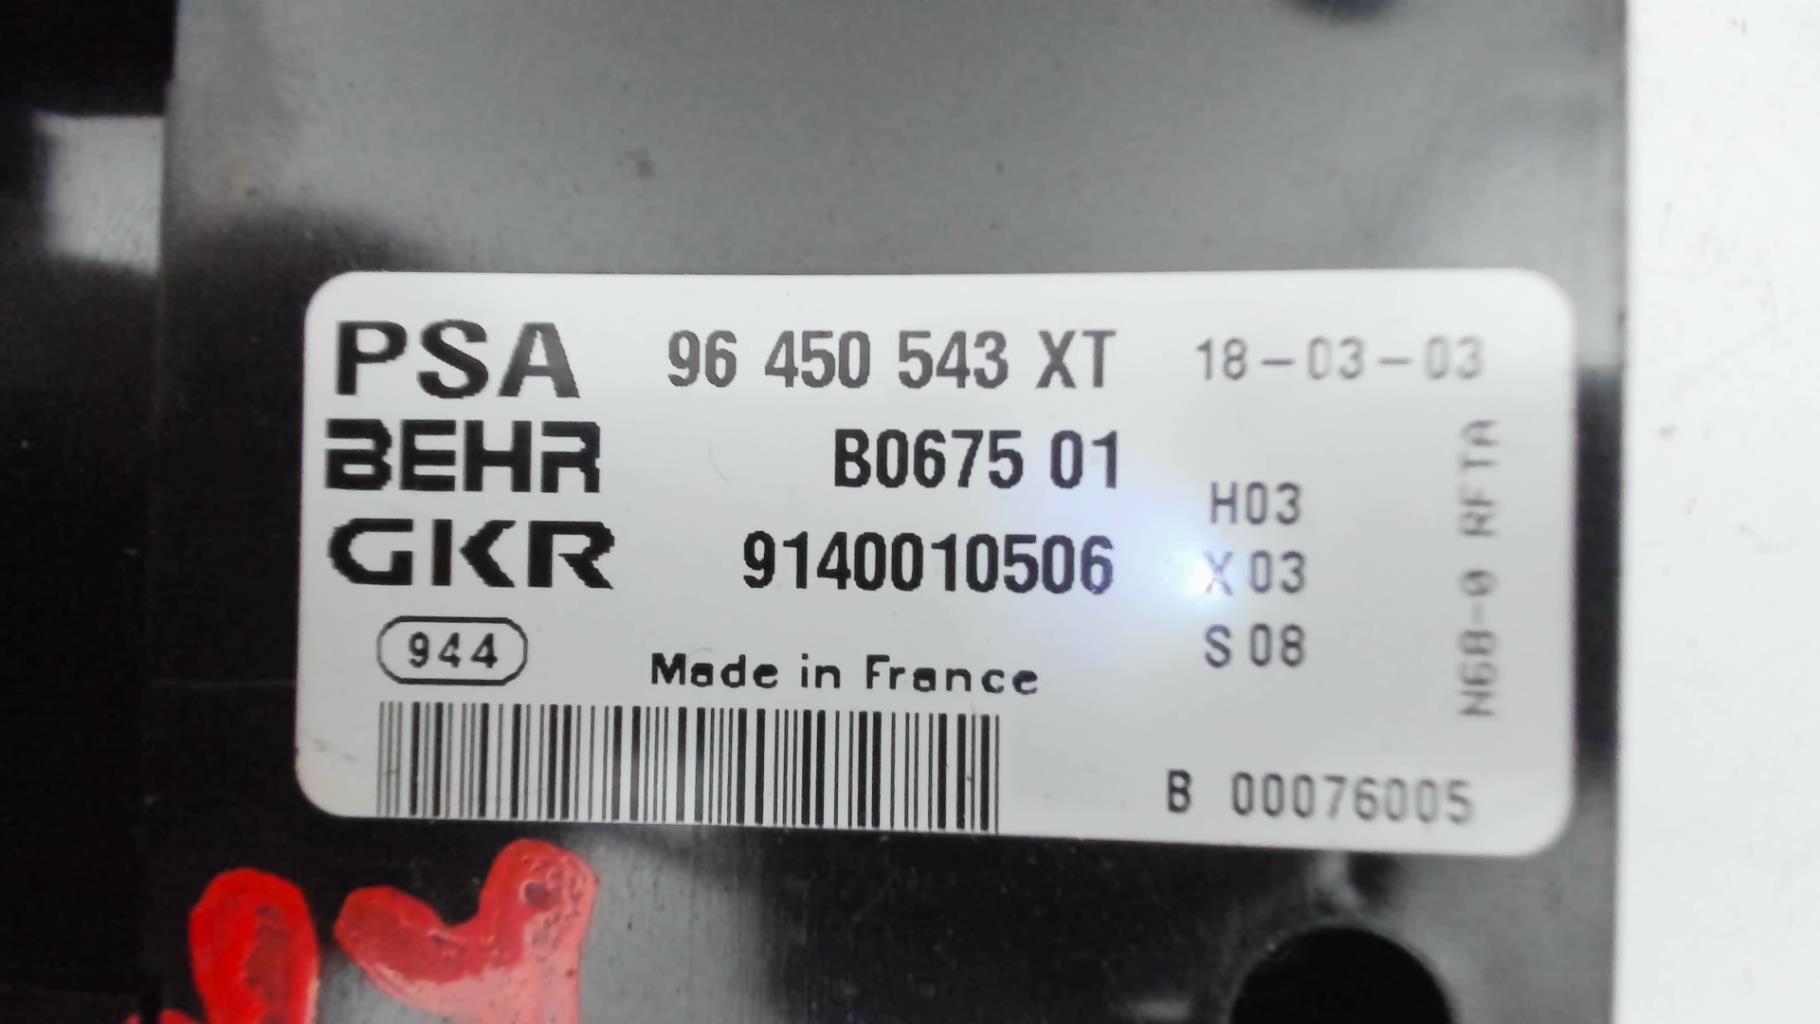 PSA 96 450 543 XT 18-03-03
BEHR B0675 01
GKR 9140010506
H03
X03
S08
944
Made in France
N68-0 RFTA
B 00076005